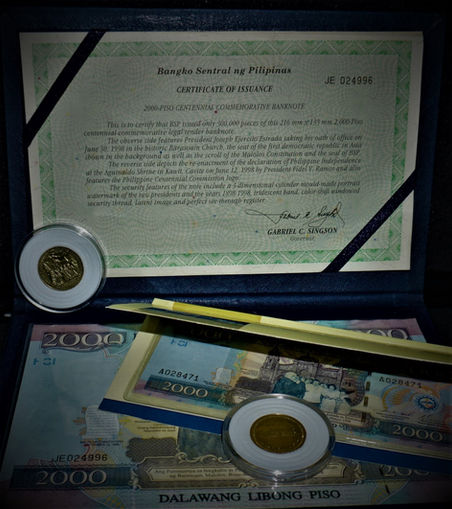 Bangko Sentral ng Pilipinas
JE 024996
CERTIFICATE OF ISSUANCE
2000-PISO CENTENNIAL COMMEMORATIVE BANKNOTE
This is to certify that BSP issued only 300,000 pieces of this 216 mm x 133 mm 2,000-Piso
centennial commemorative legal tender banknote.
The obverse side features President Joseph Ejercito Estrada taking his oath of office on
June 30, 1998 in the historic Barasoain Church, the seat of the first democratic republic in Asia
shown in the background as well as the scroll of the Malolos Constitution and the seal of BSP.
The reverse side depicts the re-enactment of the declaration of Philippine Independence
at the Aguinaldo Shrine in Kawit, Cavite on June 12, 1998 by President Fidel V. Ramos and also
features the Philippine Centennial Commission logo.
The security features of the note include a 3-dimensional cylinder mould-made portrait
watermark of the two presidents and the years 1898-1998, iridescent band, color shift windowed
security thread, latent image and perfect see through register.
GABRIEL C. SINGSON
Governor
2000
2000
A028471
A028471
2000
2000
JE024996
2000
DALAWANG LIBONG PISO